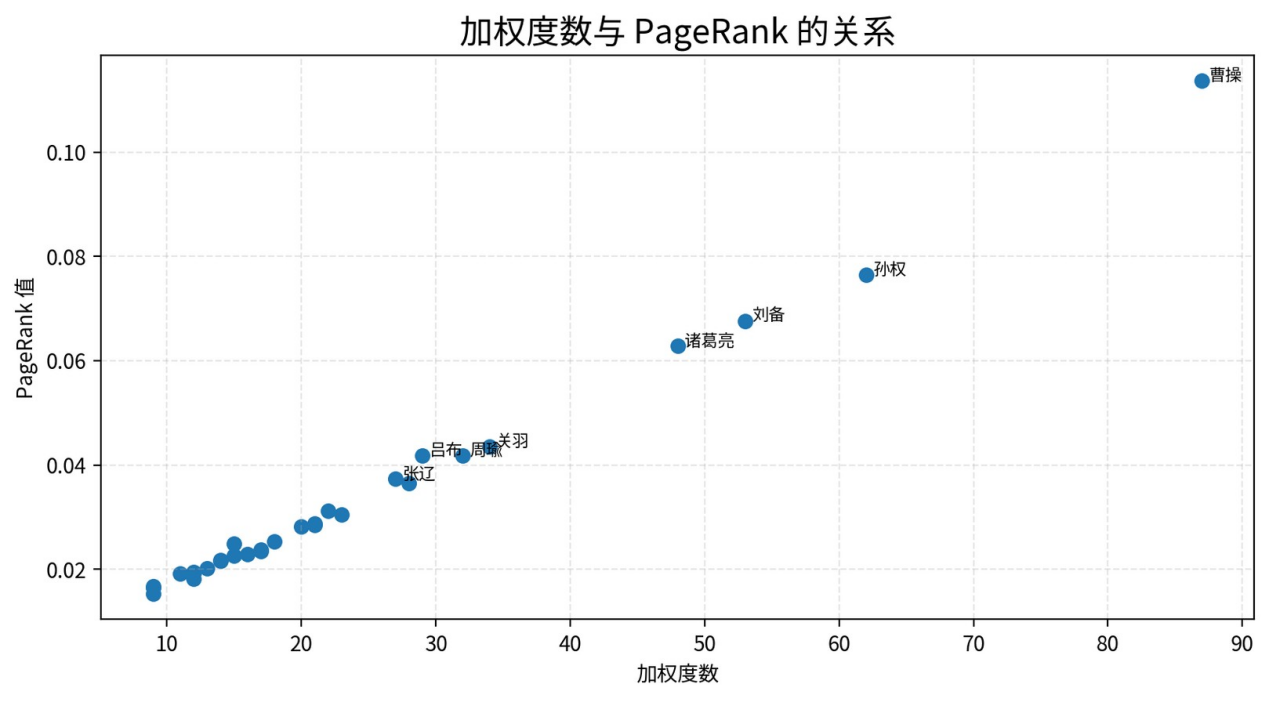 加权度数与 PageRank 的关系
曹操
0.10
0.08
孙权
刘备
诸葛亮
0.06
PageRank 值
关羽
吕布
周瑜
0.04
张辽
0.02
10 20 30 40 50 60 70 80 90
加权度数